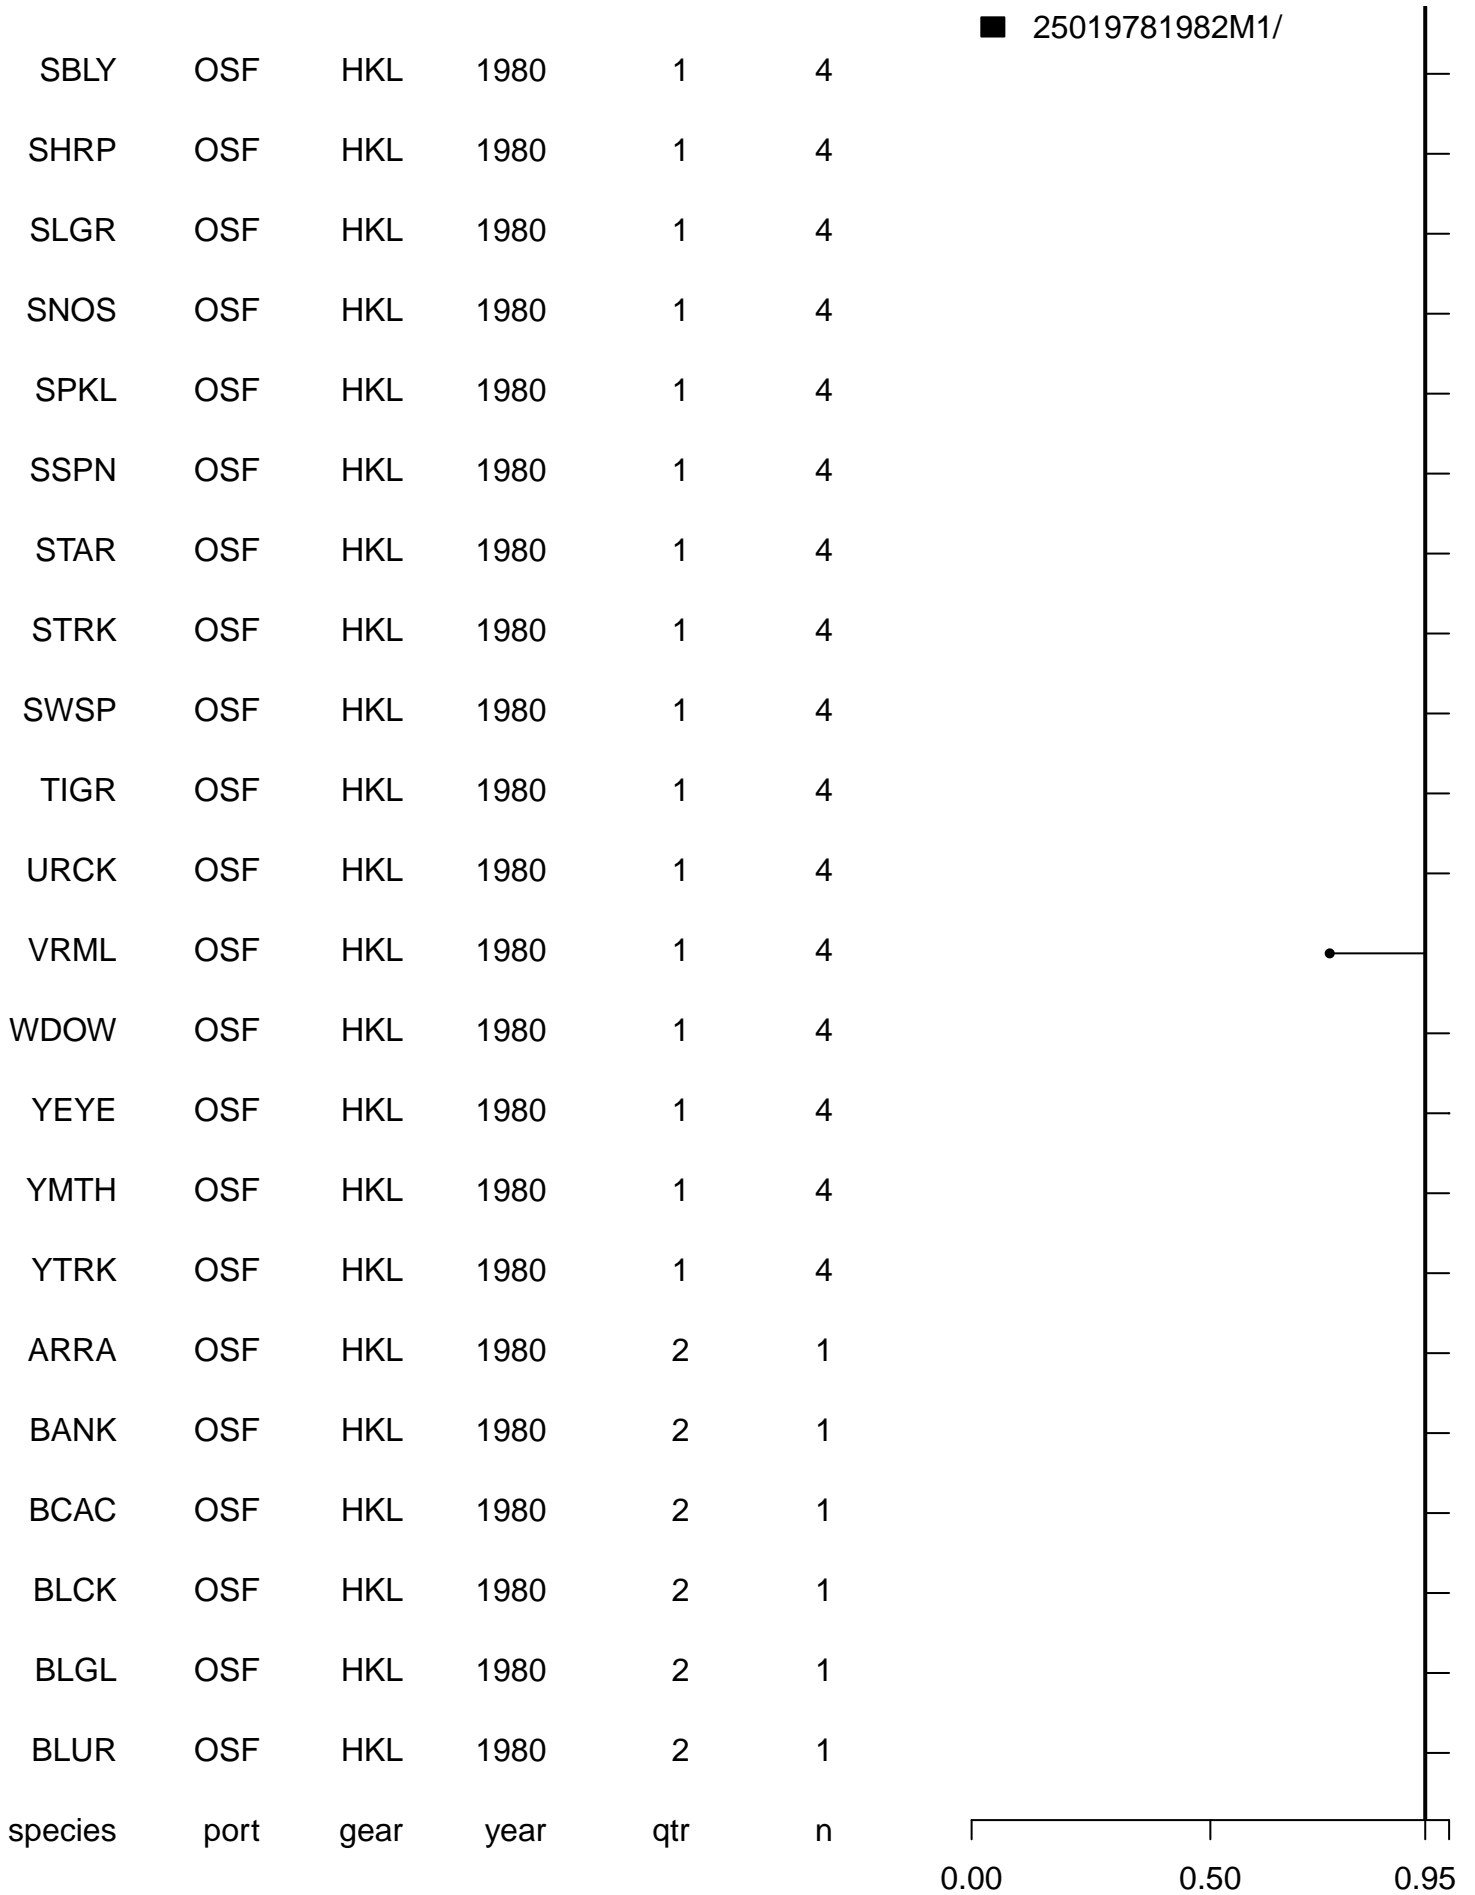 25019781982M1/
SBLY OSF HKL 1980 1 4
SHRP OSF HKL 1980 1 4
SLGR OSF HKL 1980 1 4
SNOS OSF HKL 1980 1 4
SPKL OSF HKL 1980 1 4
SSPN OSF HKL 1980 1 4
STAR OSF HKL 1980 1 4
STRK OSF HKL 1980 1 4
SWSP OSF HKL 1980 1 4
TIGR OSF HKL 1980 1 4
URCK OSF HKL 1980 1 4
VRML OSF HKL 1980 1 4
WDOW OSF HKL 1980 1 4
YEYE OSF HKL 1980 1 4
YMTH OSF HKL 1980 1 4
YTRK OSF HKL 1980 1 4
ARRA OSF HKL 1980 2 1
BANK OSF HKL 1980 2 1
BCAC OSF HKL 1980 2 1
BLCK OSF HKL 1980 2 1
BLGL OSF HKL 1980 2 1
BLUR OSF HKL 1980 2 1
species port gear year qtr n
0.00 0.50 0.95